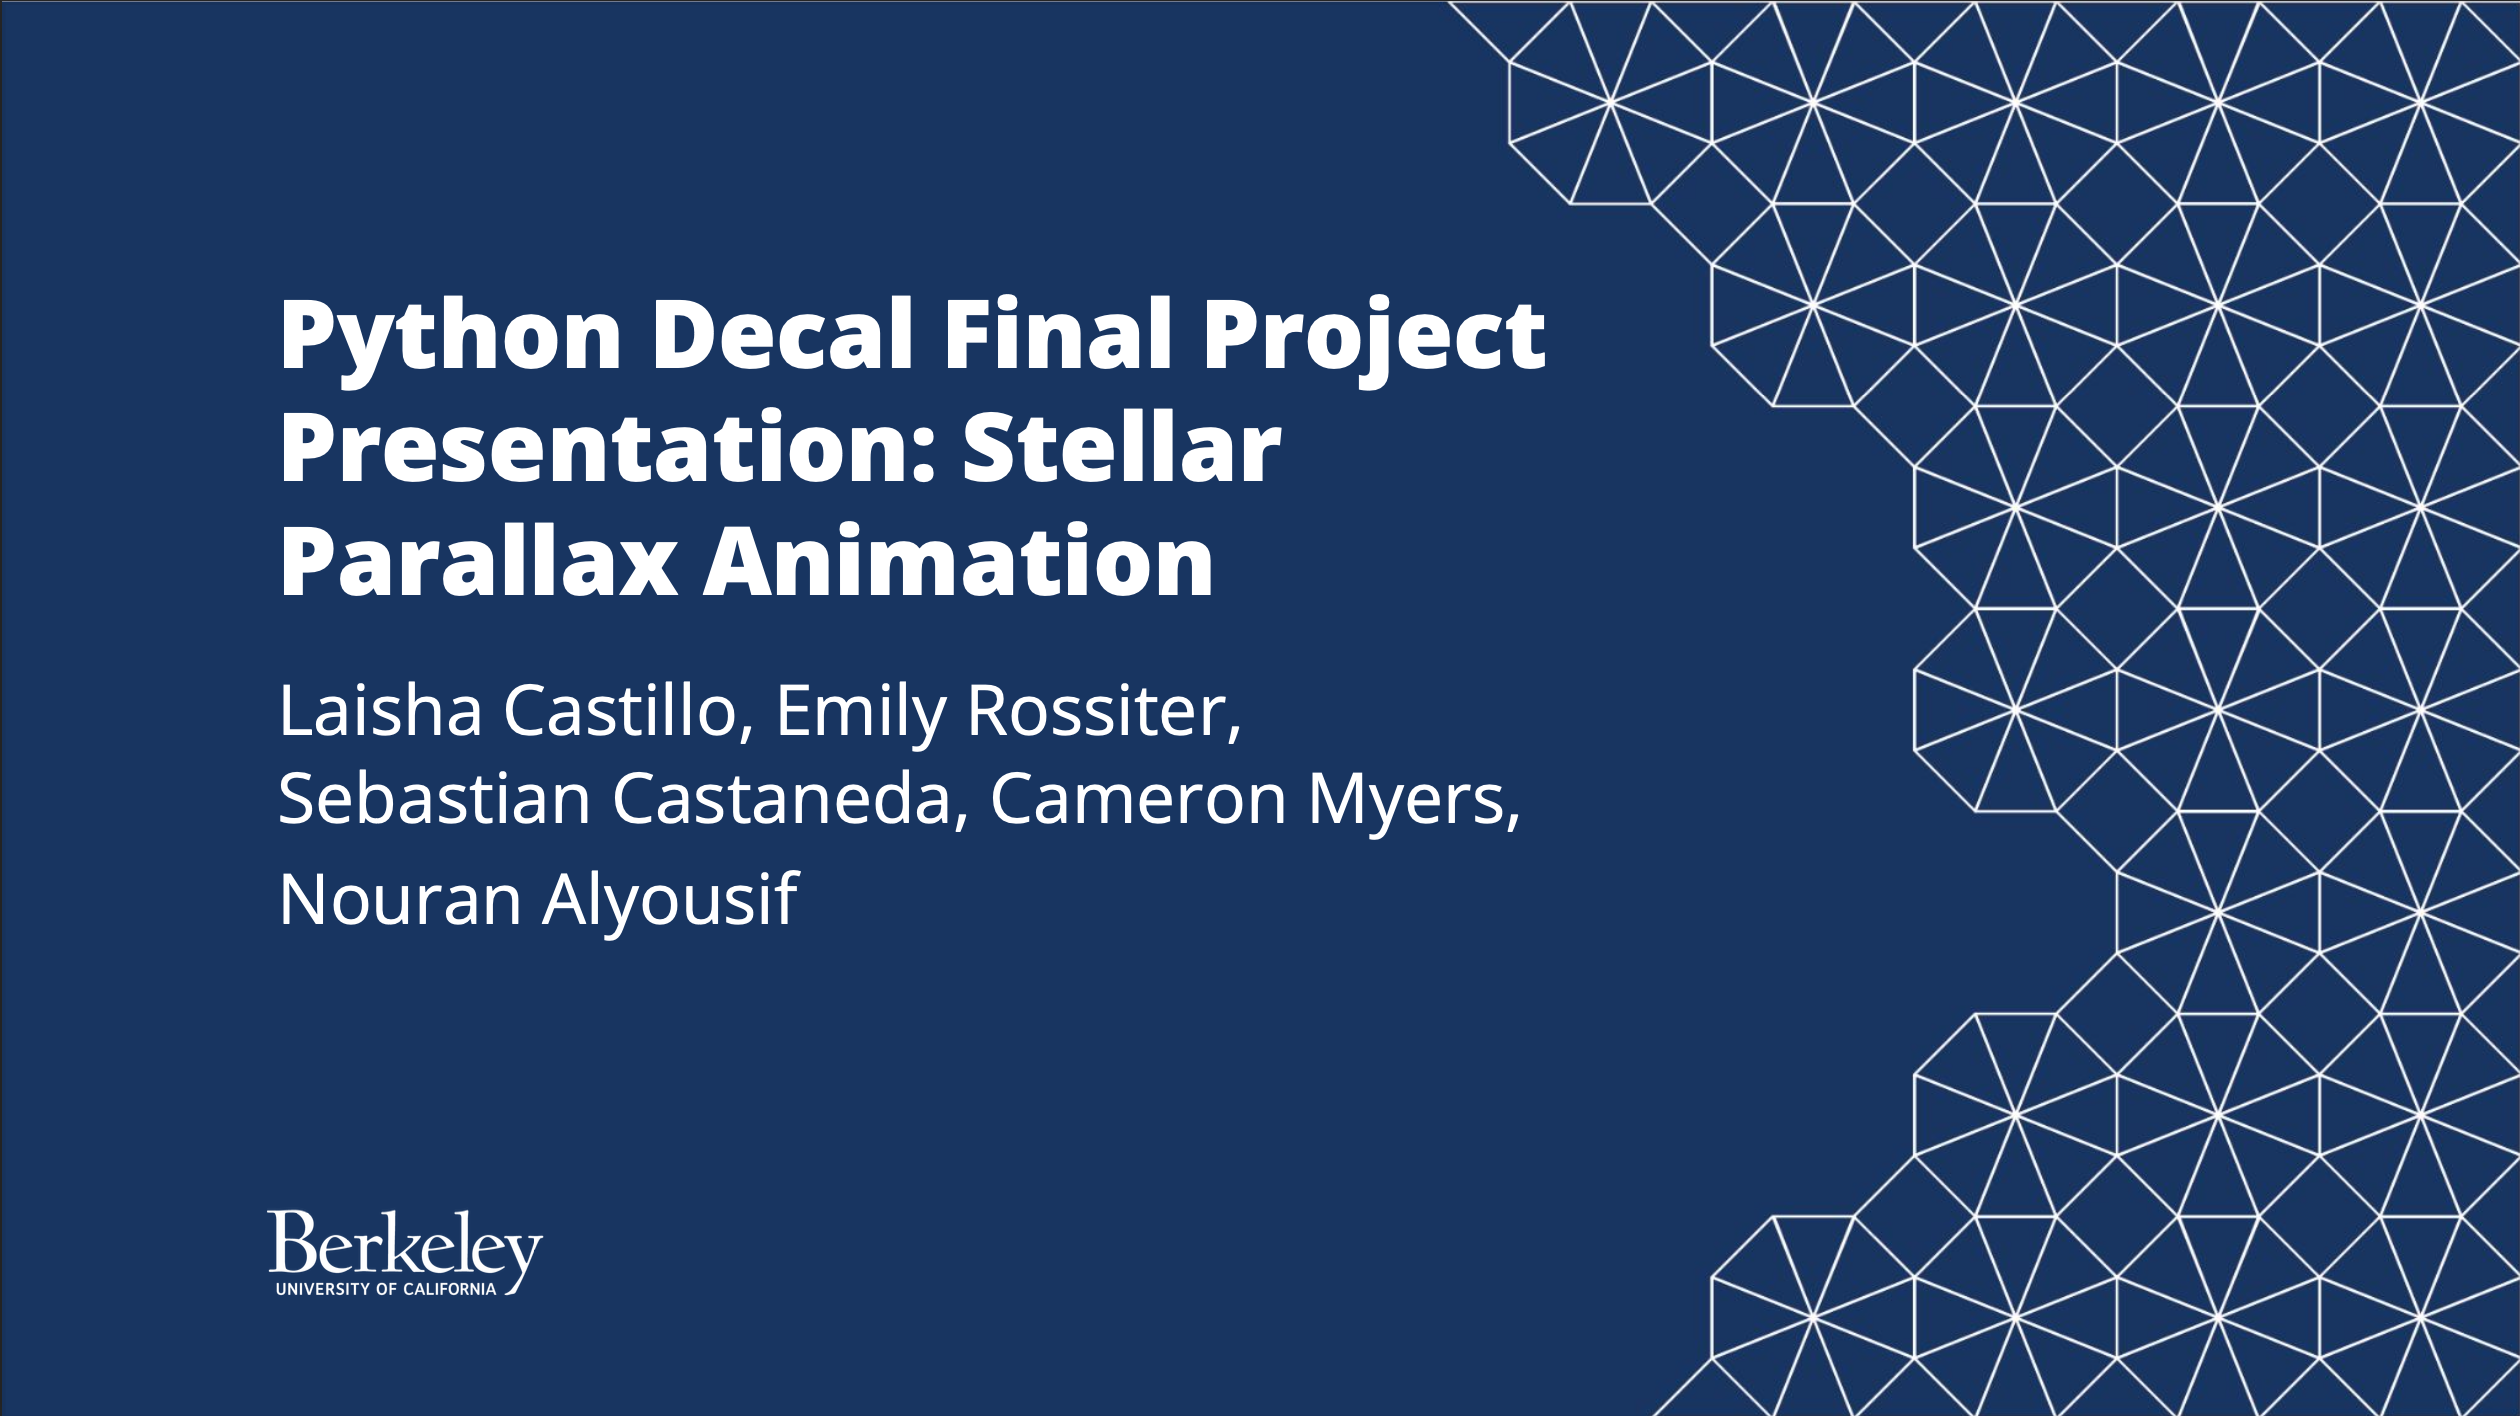 Python Decal Final Project
Presentation: Stellar
Parallax Animation
Laisha Castillo, Emily Rossiter,
Sebastian Castaneda, Cameron Myers,
Nouran Alyousif
Berkeley
UNIVERSITY OF CALIFORNIA